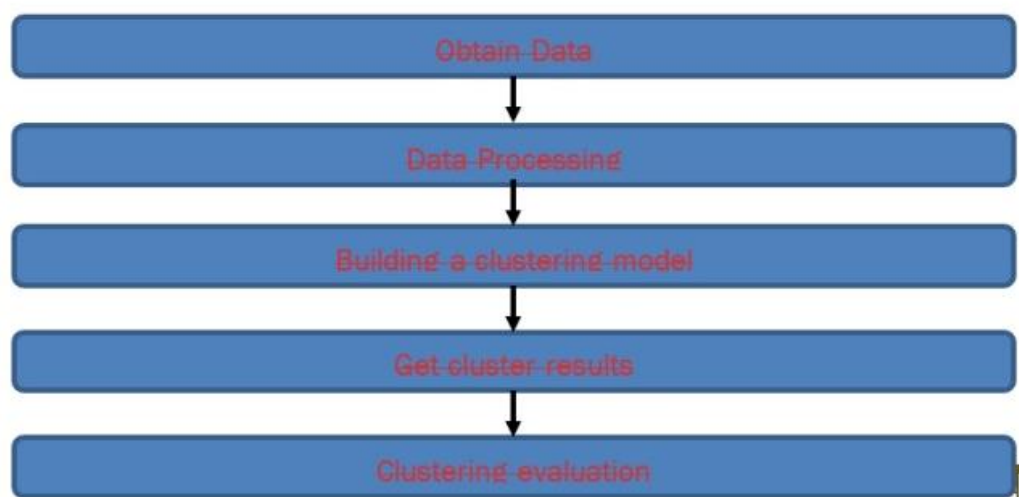 Obtain Data
Data Processing
Building a clustering model
Get cluster results
Clustering evaluation